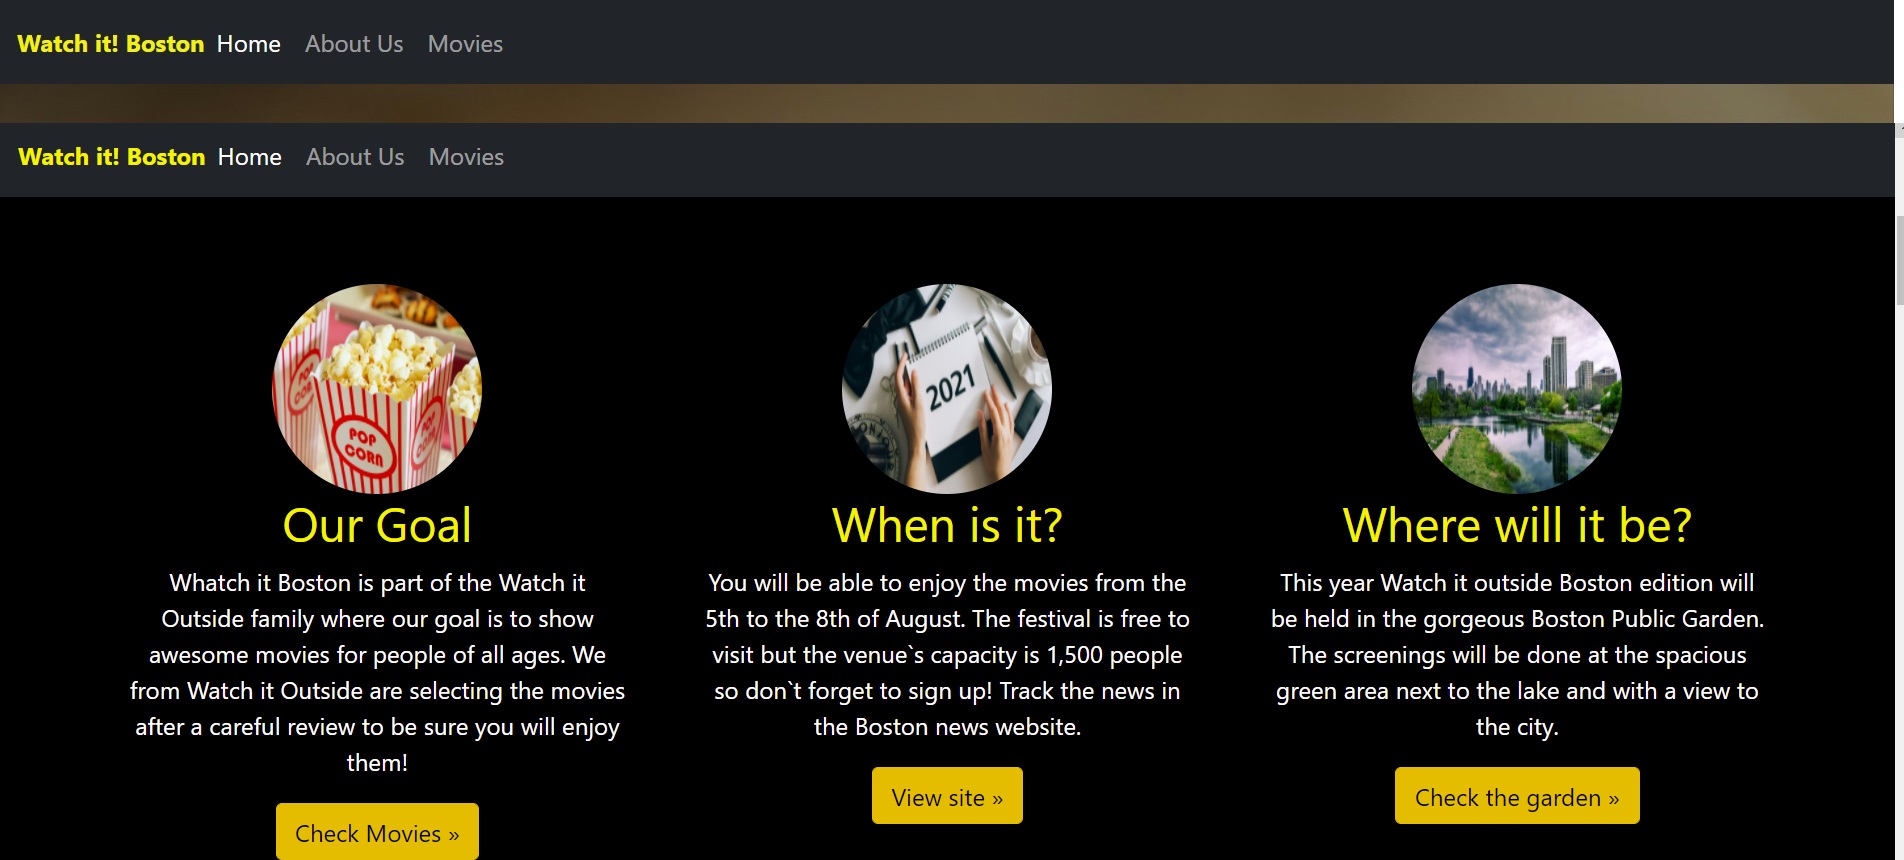 Watch it! Boston Home About Us Movies
Watch it! Boston Home About Us Movies
POP
CORN
2021
Our Goal
Whatch it Boston is part of the Watch it
Outside family where our goal is to show
awesome movies for people of all ages. We
from Watch it Outside are selecting the movies
after a careful review to be sure you will enjoy
them!
Check Movies »
When is it?
You will be able to enjoy the movies from the
5th to the 8th of August. The festival is free to
visit but the venue`s capacity is 1,500 people
so don`t forget to sign up! Track the news in
the Boston news website.
View site »
Where will it be?
This year Watch it outside Boston edition will
be held in the gorgeous Boston Public Garden.
The screenings will be done at the spacious
green area next to the lake and with a view to
the city.
Check the garden »